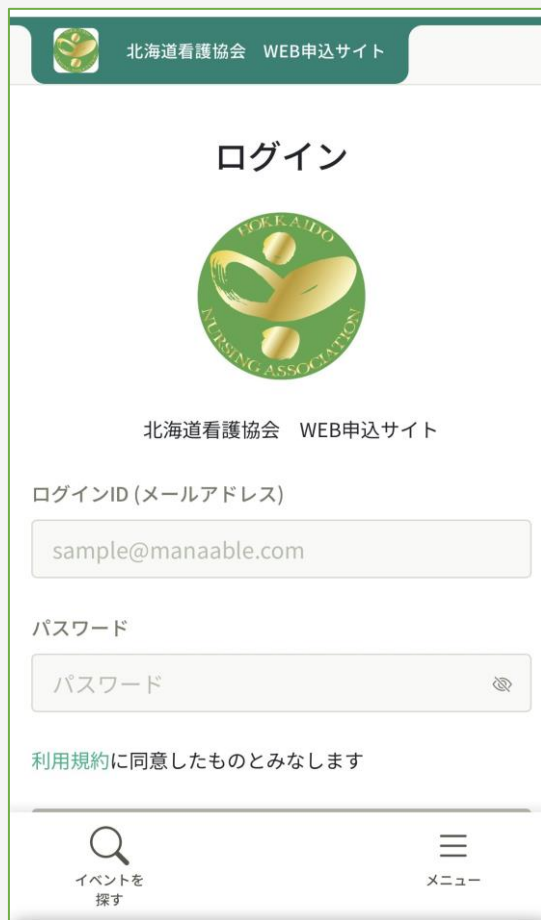 北海道看護協会　WEB申込サイト
ログイン
HOKKAIDO
NURSING ASSOCIATION
北海道看護協会　WEB申込サイト
ログインID (メールアドレス)
sample@manaable.com
パスワード
パスワード
利用規約に同意したものとみなします
イベントを
探す
メニュー